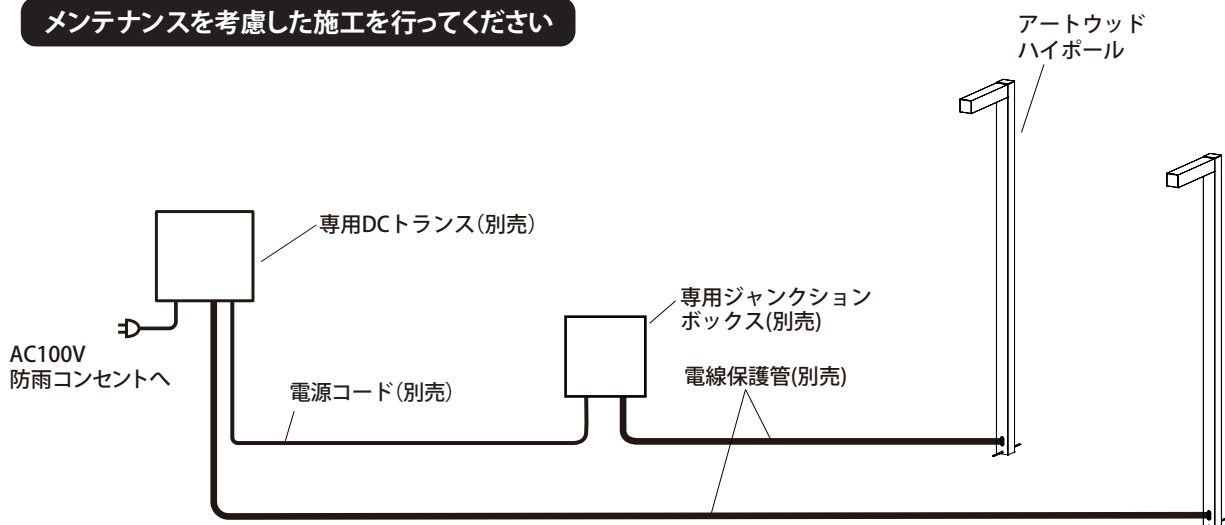 メンテナンスを考慮した施工を行ってください
アートウッド
ハイポール
専用DCトランス(別売)
専用ジャンクション
ボックス(別売)
AC100V
防雨コンセントへ
電源コード(別売)
電線保護管(別売)